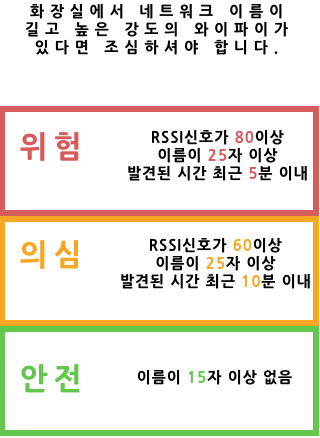 화장실에서 네트워크 이름이
길고 높은 강도의 와이파이가
있다면 조심하셔야 합니다.
위험
RSSI신호가 80이상
이름이 25자 이상
발견된 시간 최근 5분 이내
의심
RSSI신호가 60이상
이름이 25자 이상
발견된 시간 최근 10분 이내
안전
이름이 15자 이상 없음